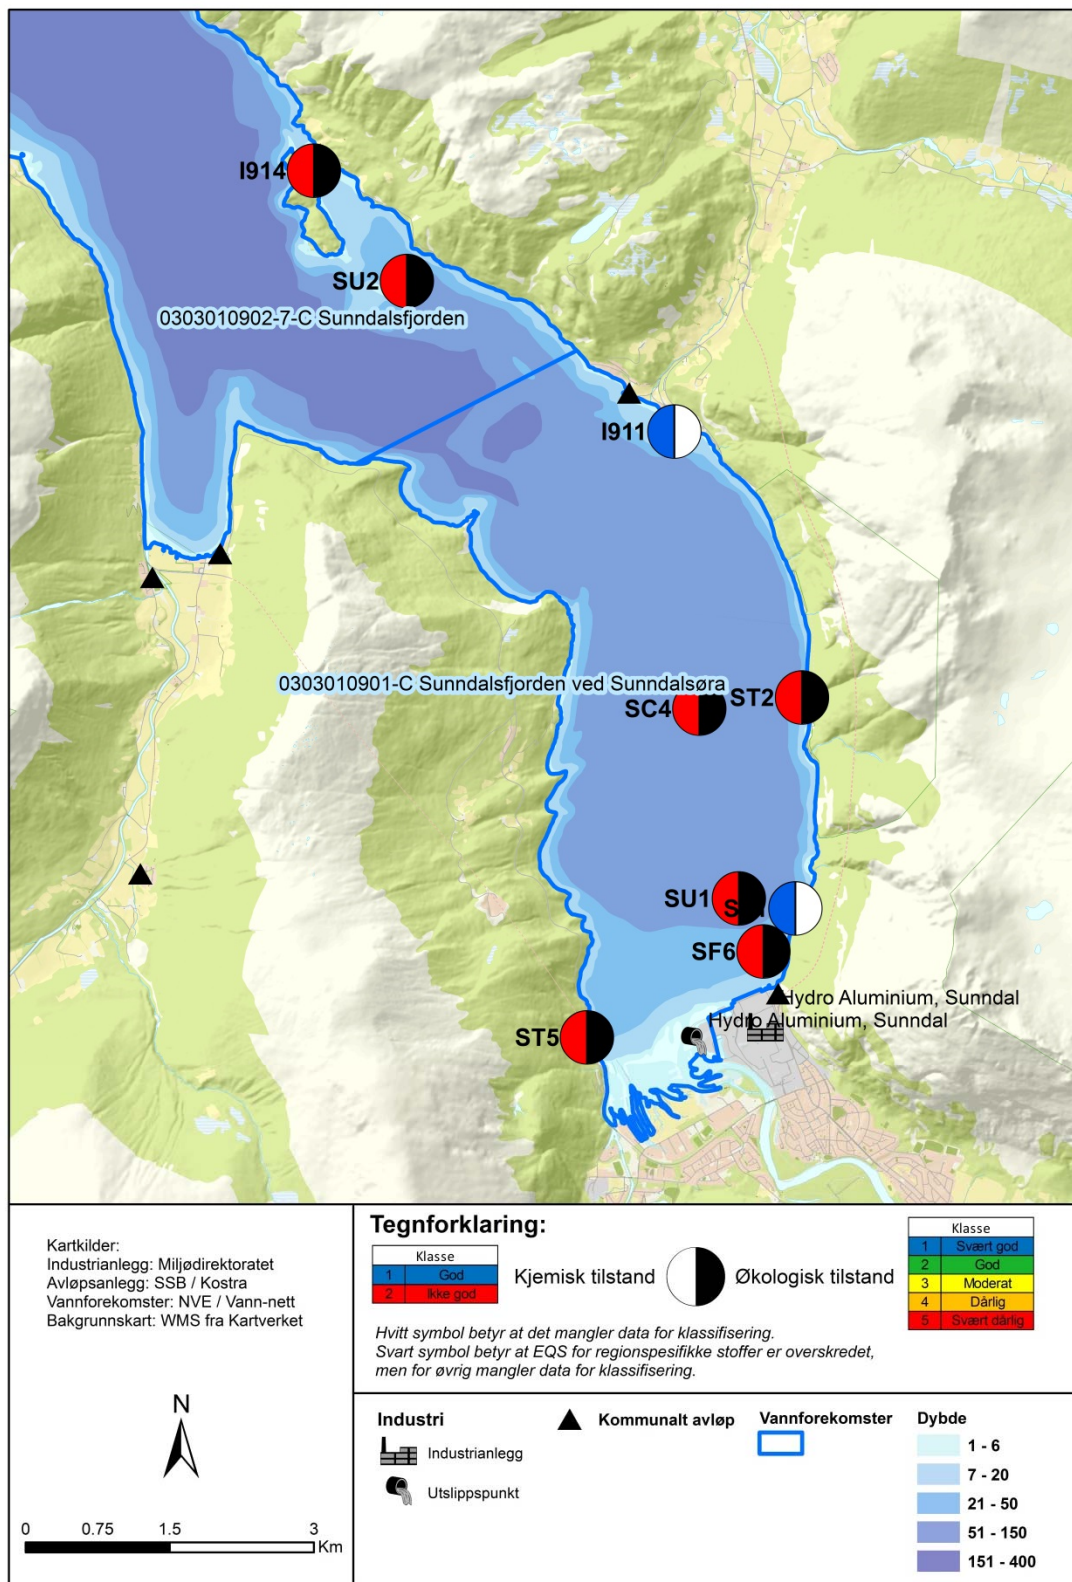 I914
SU2
0303010902-7-C Sunndalsfjorden
I911
0303010901-C Sunndalsfjorden ved Sunndalsøra
ST2
SC4
SU1
SF6
Hydro Aluminium, Sunndal
Hydro Aluminium, Sunndal
ST5
Kartkilder:
Industrianlegg: Miljødirektoratet
Avløpsanlegg: SSB / Kostra
Vannforekomster: NVE / Vann-nett
Bakgrunnskart: WMS fra Kartverket
N
0 0.75 1.5 3
Km
Tegnforklaring:
Klasse
1 God
2 Ikke god
Kjemisk tilstand
Økologisk tilstand
Klasse
1 Svært god
2 God
3 Moderat
4 Dårlig
5 Svært dårlig
Hvitt symbol betyr at det mangler data for klassifisering.
Svart symbol betyr at EQS for regionspesifikke stoffer er overskredet,
men for øvrig mangler data for klassifisering.
Industri
Industrianlegg
Utslippspunkt
Kommunalt avløp
Vannforekomster
Dybde
1 - 6
7 - 20
21 - 50
51 - 150
151 - 400